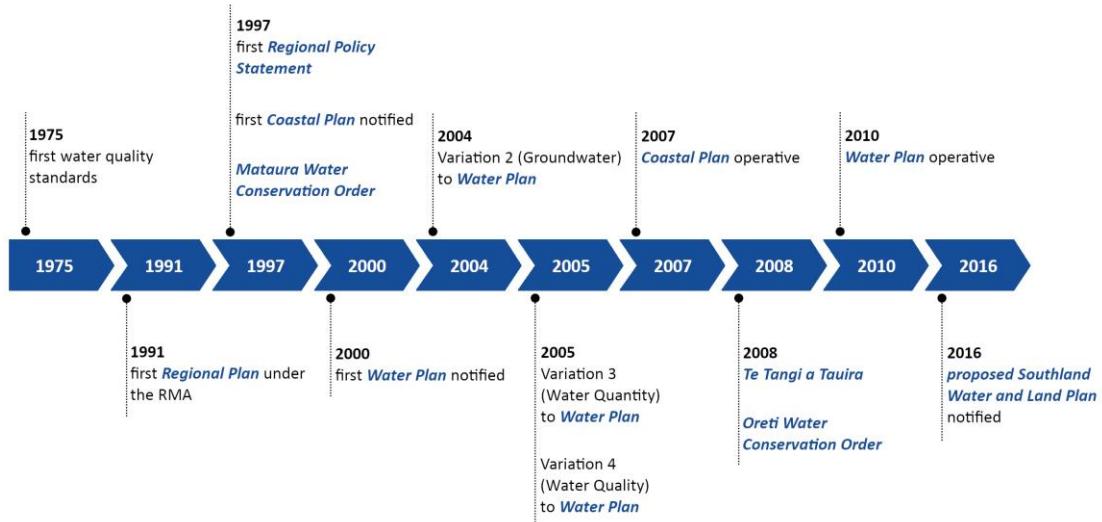 1997
first Regional Policy
Statement
first Coastal Plan notified
Mataura Water
Conservation Order
1975
first water quality
standards
2004
Variation 2 (Groundwater)
to Water Plan
2007
Coastal Plan operative
2010
Water Plan operative
1975
1991
1997
2000
2004
2005
2007
2008
2010
2016
1991
first Regional Plan under
the RMA
2000
first Water Plan notified
2005
Variation 3
(Water Quantity)
to Water Plan
Variation 4
(Water Quality)
to Water Plan
2008
Te Tangi a Tauira
Oreti Water
Conservation Order
2016
proposed Southland
Water and Land Plan
notified